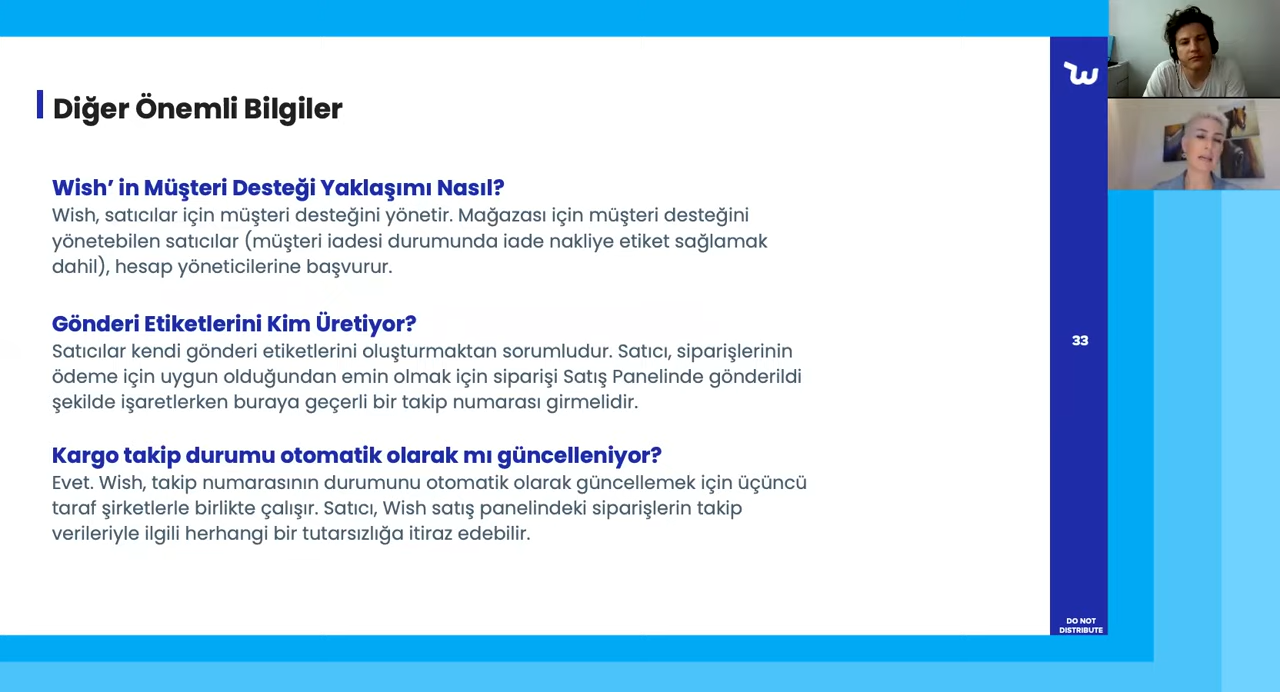 Diğer Önemli Bilgiler
Wish’ in Müşteri Desteği Yaklaşımı Nasıl?
Wish, satıcılar için müşteri desteğini yönetir. Mağazası için müşteri desteğini
yönetebilen satıcılar (müşteri iadesi durumunda iade nakliye etiket sağlamak
dahil), hesap yöneticilerine başvurur.
Gönderi Etiketlerini Kim Üretiyor?
Satıcılar kendi gönderi etiketlerini oluşturmaktan sorumludur. Satıcı, siparişlerinin
ödeme için uygun olduğundan emin olmak için siparişi Satış Panelinde gönderildi
şekilde işaretlerken buraya geçerli bir takip numarası girmelidir.
Kargo takip durumu otomatik olarak mı güncelleniyor?
Evet. Wish, takip numarasının durumunu otomatik olarak güncellemek için üçüncü
taraf şirketlerle birlikte çalışır. Satıcı, Wish satış panelindeki siparişlerin takip
verileriyle ilgili herhangi bir tutarsızlığa itiraz edebilir.
w
33
DO NOT
DISTRIBUTE